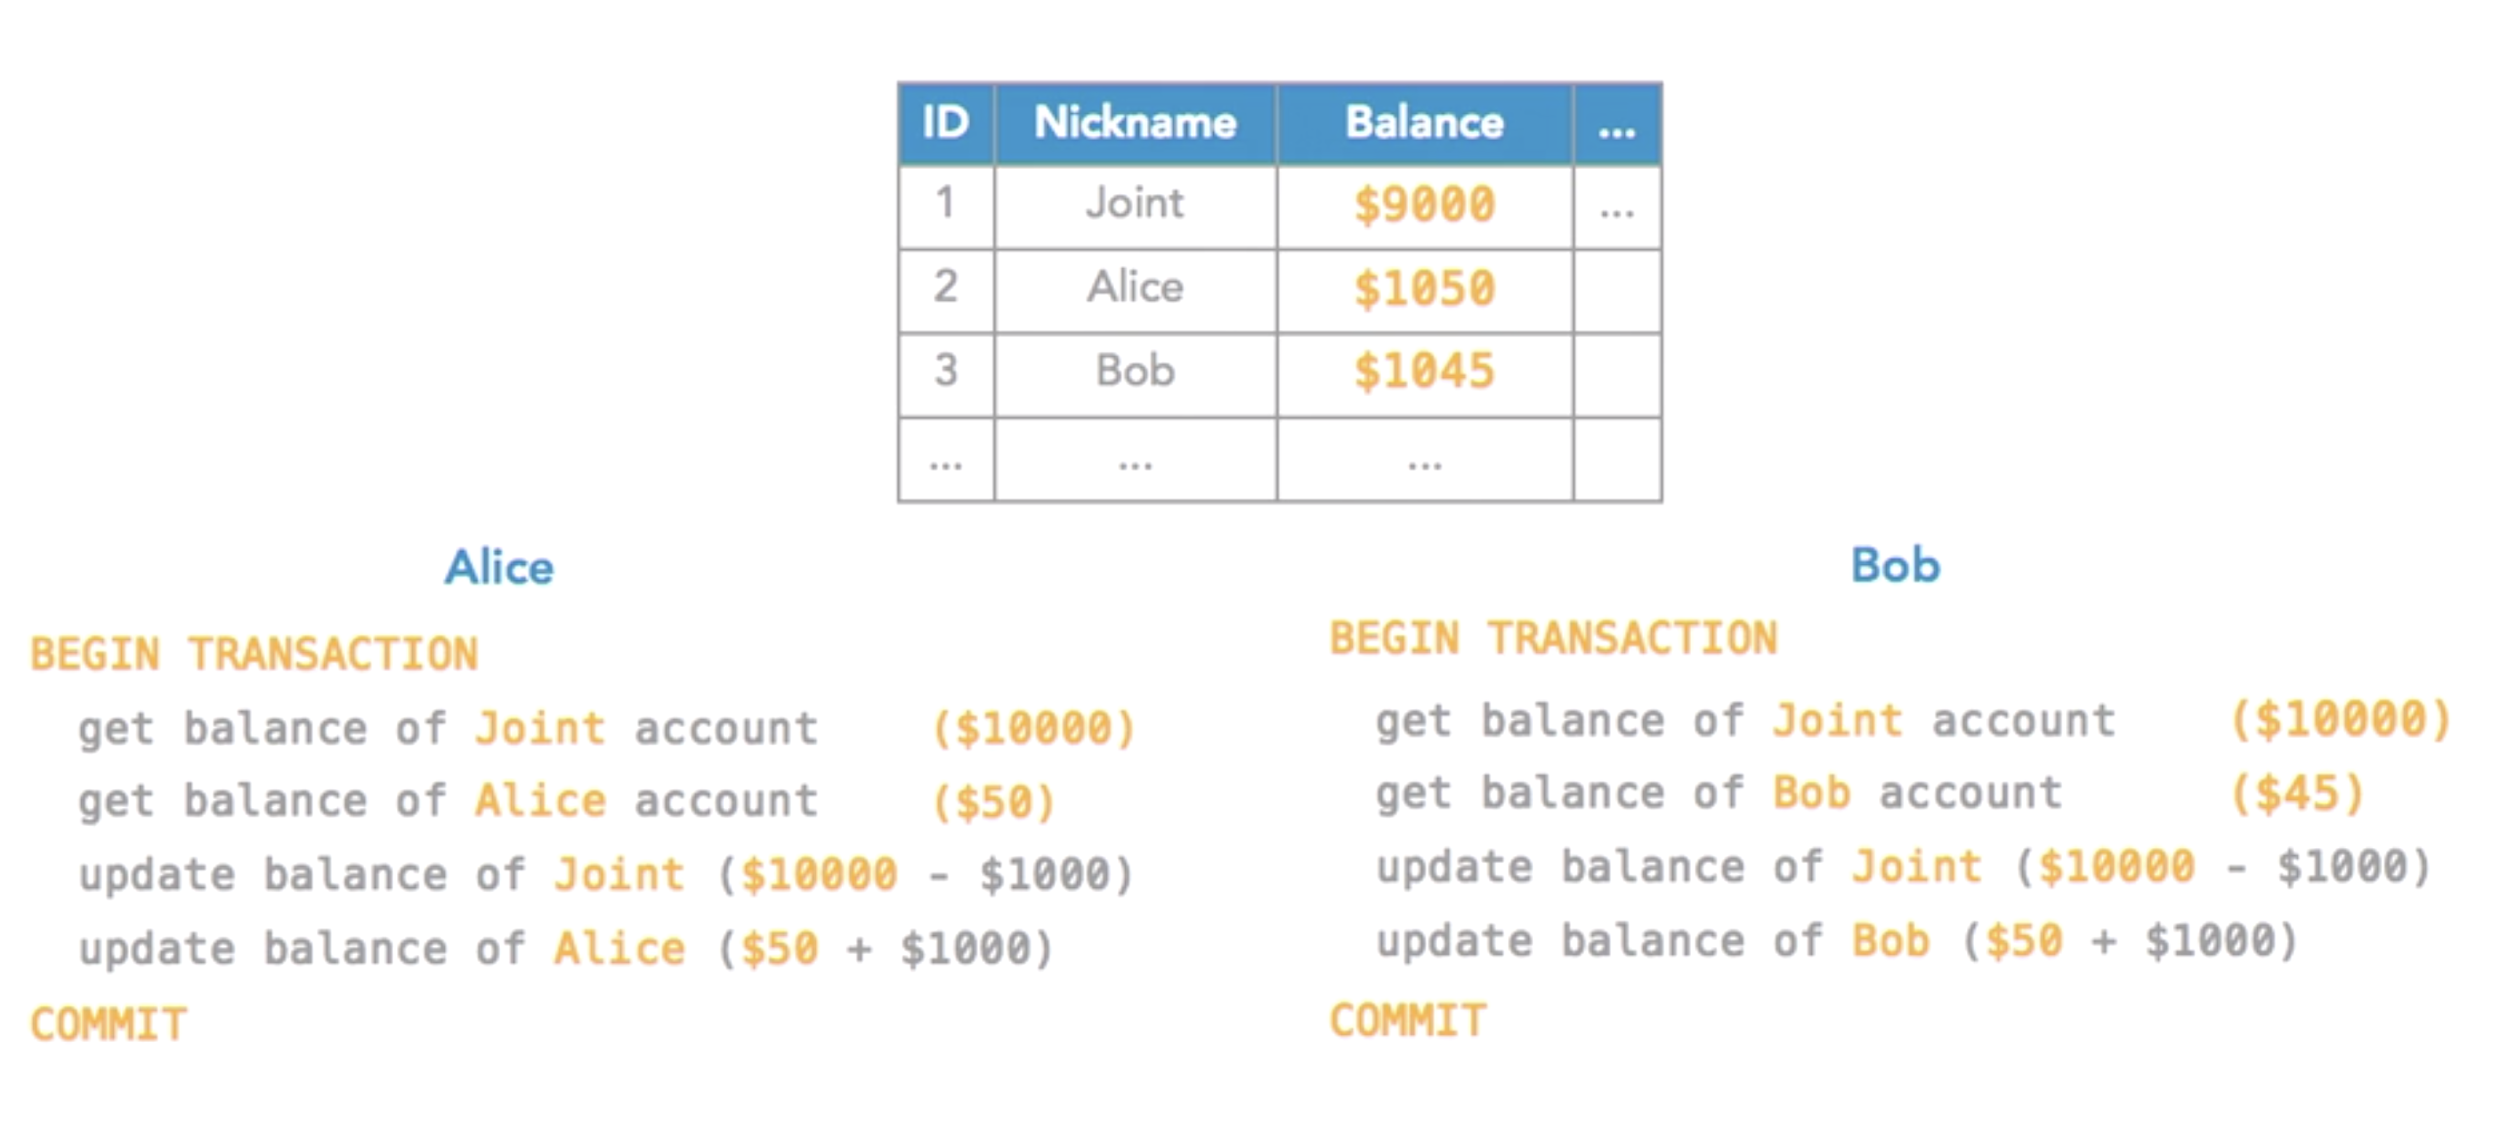 ID Nickname Balance ...
1 Joint $9000 ...
2 Alice $1050
3 Bob $1045
... ... ...
Alice
BEGIN TRANSACTION
get balance of Joint account ($10000)
get balance of Alice account ($50)
update balance of Joint ($10000 - $1000)
update balance of Alice ($50 + $1000)
COMMIT
Bob
BEGIN TRANSACTION
get balance of Joint account ($10000)
get balance of Bob account ($45)
update balance of Joint ($10000 - $1000)
update balance of Bob ($50 + $1000)
COMMIT